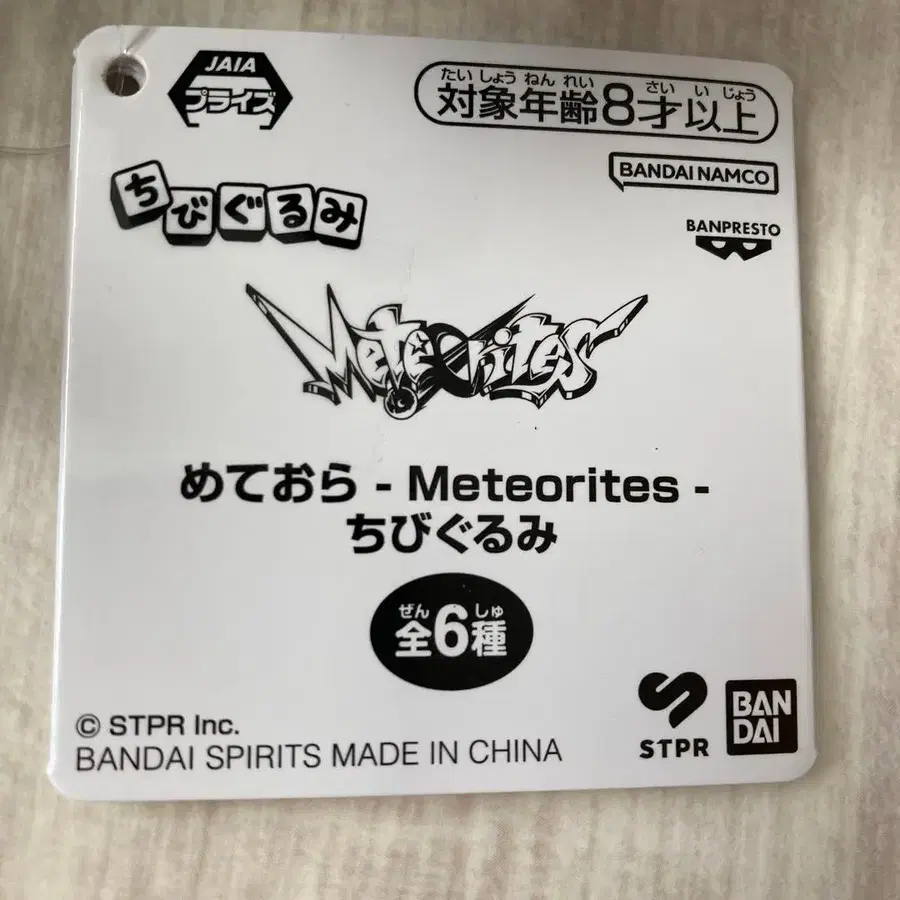 JAIA
プライズ
たいしょうねんれい さい いじょう
対象年齢8才以上
BANDAI NAMCO
BANPRESTO
ちびぐるみ
Meteorites
めておら - Meteorites -
ちびぐるみ
ぜん しゅ
全6種
© STPR Inc.
BANDAI SPIRITS MADE IN CHINA
STPR
BAN
DAI